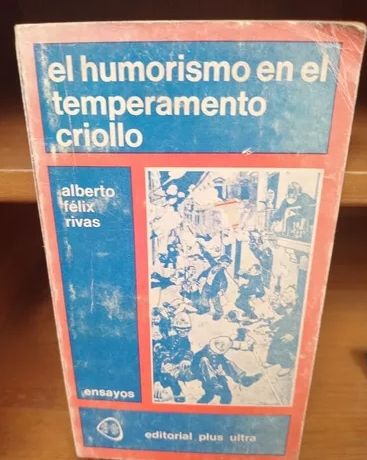 el humorismo en el
temperamento
criollo
alberto
félix
rivas
ensayos
editorial plus ultra